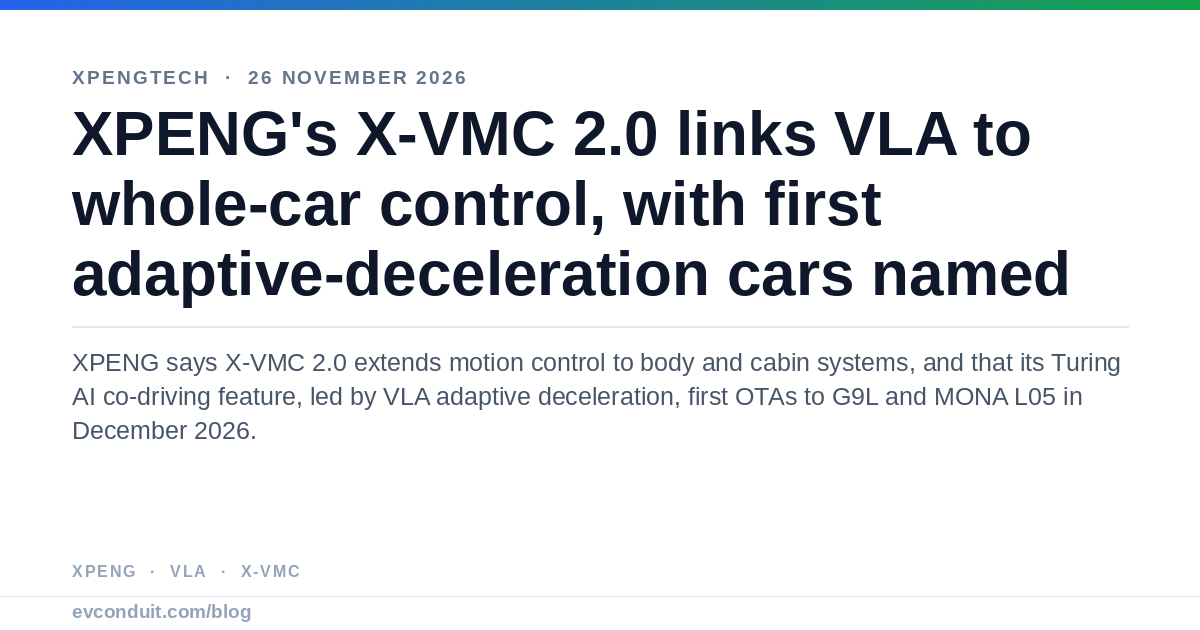 XPENGTECH · 26 NOVEMBER 2026
XPENG's X-VMC 2.0 links VLA to
whole-car control, with first
adaptive-deceleration cars named
XPENG says X-VMC 2.0 extends motion control to body and cabin systems, and that its Turing
AI co-driving feature, led by VLA adaptive deceleration, first OTAs to G9L and MONA L05 in
December 2026.
XPENG · VLA · X-VMC
evconduit.com/blog